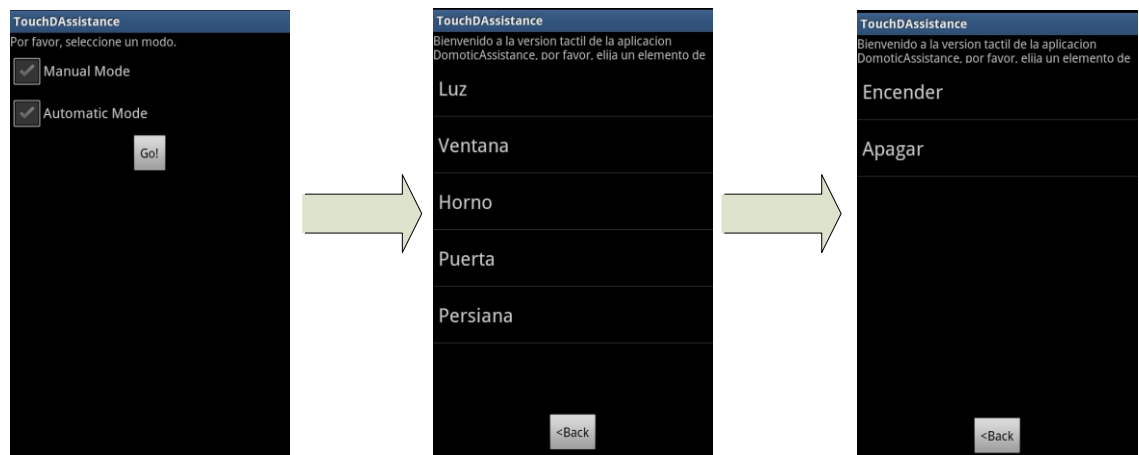 TouchDAssistance
Por favor, seleccione un modo.
Manual Mode
Automatic Mode
Go!
TouchDAssistance
Bienvenido a la version tactil de la aplicacion
DomoticAssistance, por favor, elija un elemento de
Luz
Ventana
Horno
Puerta
Persiana
<Back
TouchDAssistance
Bienvenido a la version tactil de la aplicacion
DomoticAssistance, por favor, elija un elemento de
Encender
Apagar
<Back